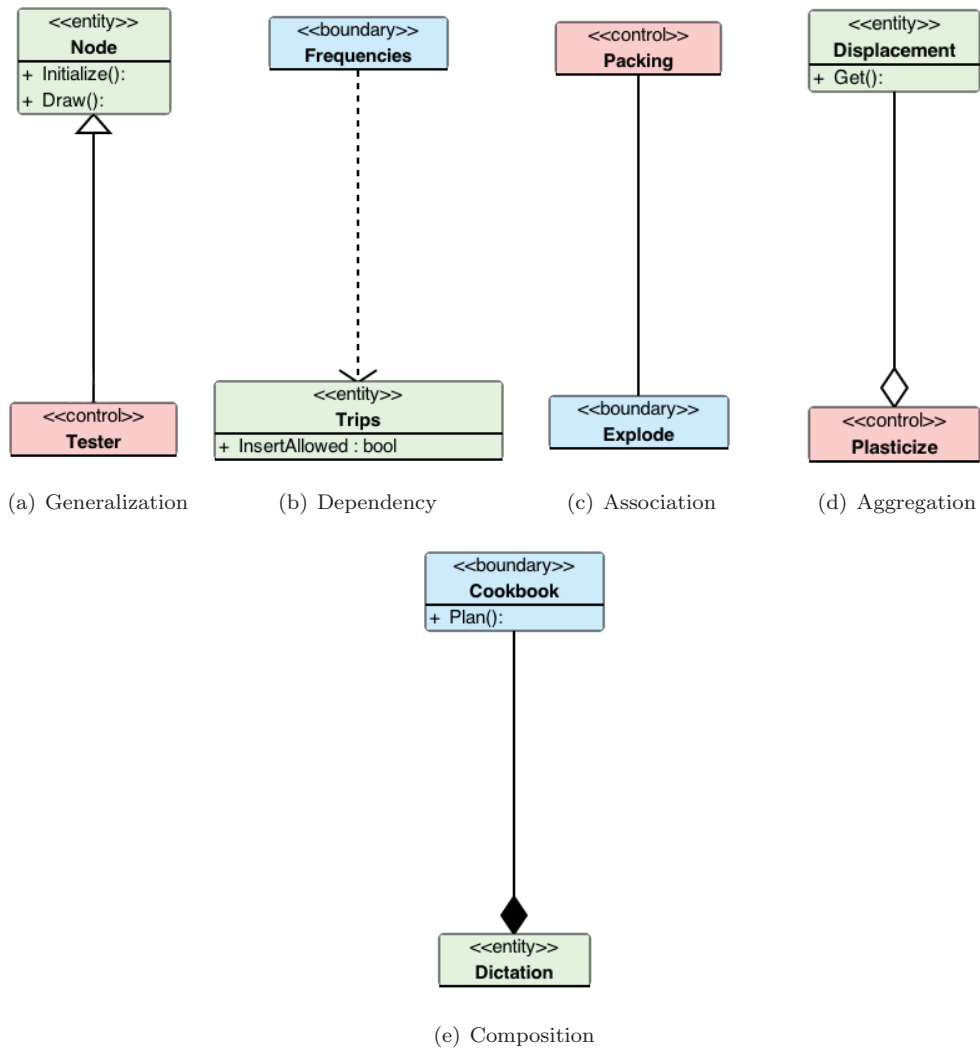 <<entity>>
Node
+ Initialize():
+ Draw():
<<control>>
Tester
(a) Generalization
<<boundary>>
Frequencies
<<entity>>
Trips
+ InsertAllowed : bool
(b) Dependency
<<control>>
Packing
<<boundary>>
Explode
(c) Association
<<entity>>
Displacement
+ Get():
<<control>>
Plasticize
(d) Aggregation
<<boundary>>
Cookbook
+ Plan():
<<entity>>
Dictation
(e) Composition